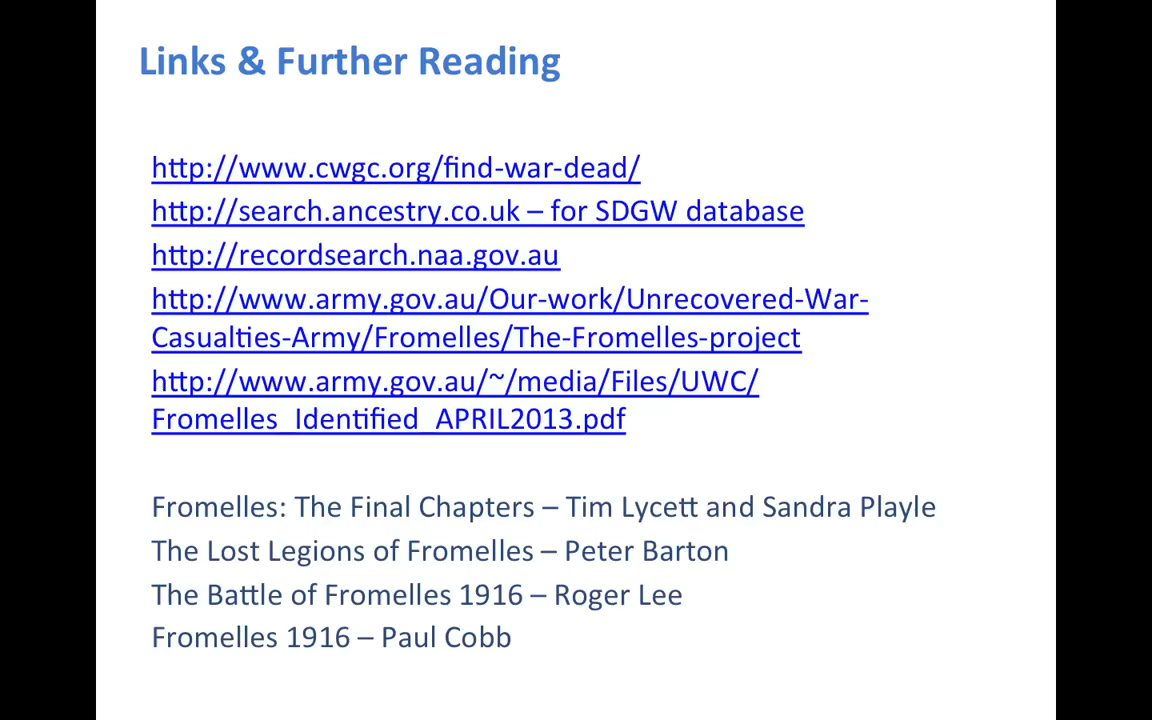 Links & Further Reading
http://www.cwgc.org/find-war-dead/
http://search.ancestry.co.uk – for SDGW database
http://recordsearch.naa.gov.au
http://www.army.gov.au/Our-work/Unrecovered-War-
Casualties-Army/Fromelles/The-Fromelles-project
http://www.army.gov.au/~/media/Files/UWC/
Fromelles_Identified_APRIL2013.pdf
Fromelles: The Final Chapters – Tim Lycett and Sandra Playle
The Lost Legions of Fromelles – Peter Barton
The Battle of Fromelles 1916 – Roger Lee
Fromelles 1916 – Paul Cobb